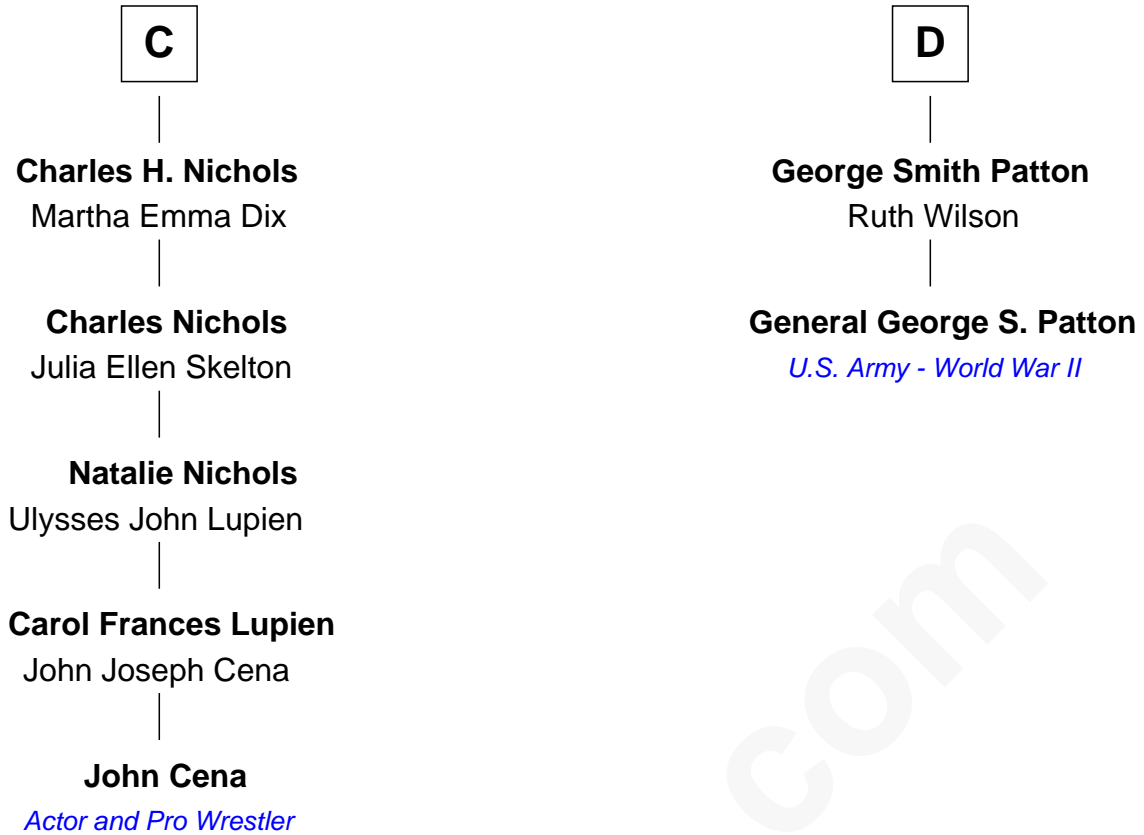 C
Charles H. Nichols
Martha Emma Dix
Charles Nichols
Julia Ellen Skelton
Natalie Nichols
Ulysses John Lupien
Carol Frances Lupien
John Joseph Cena
John Cena
Actor and Pro Wrestler
D
George Smith Patton
Ruth Wilson
General George S. Patton
U.S. Army - World War II
com